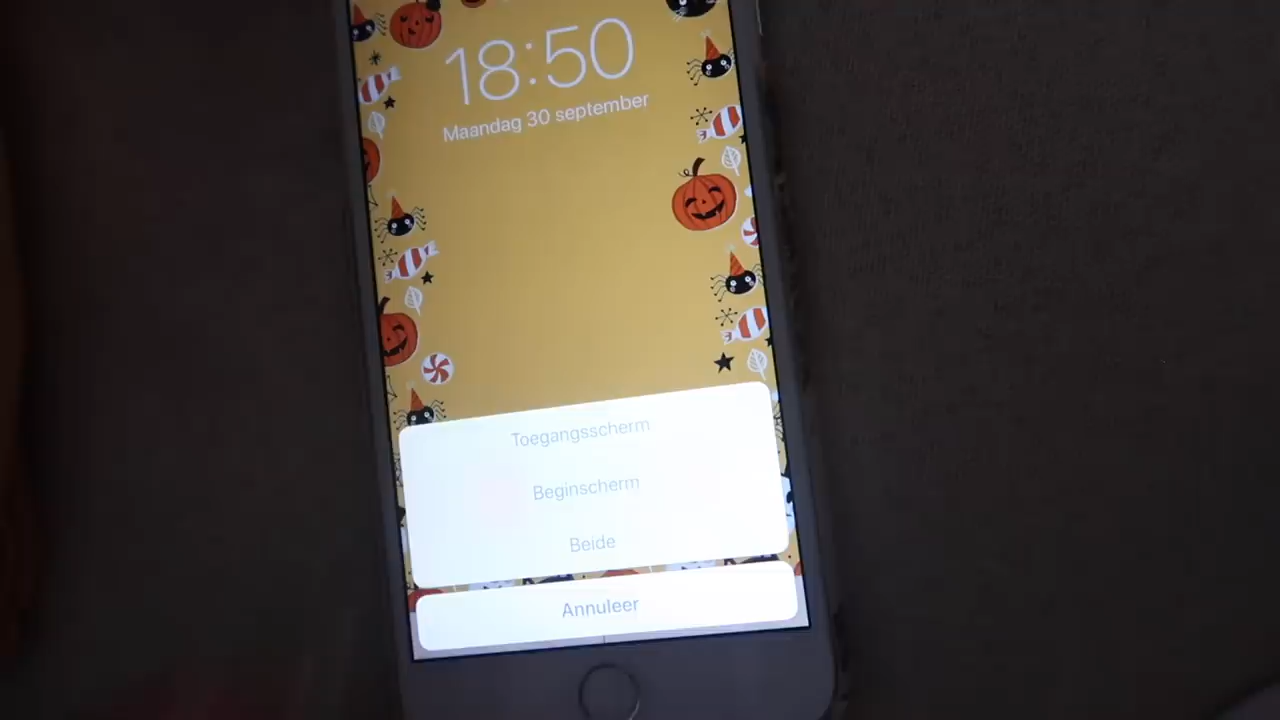 18:50
Maandag 30 september
Toegangsscherm
Beginscherm
Beide
Annuleer